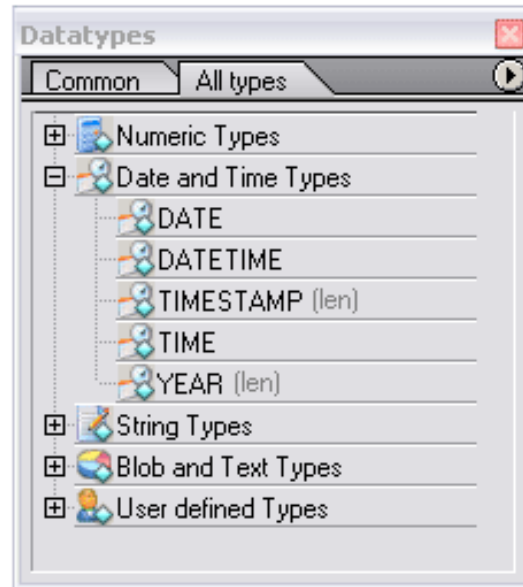 Datatypes
Common All types
Numeric Types
Date and Time Types
DATE
DATETIME
TIMESTAMP (len)
TIME
YEAR (len)
String Types
Blob and Text Types
User defined Types